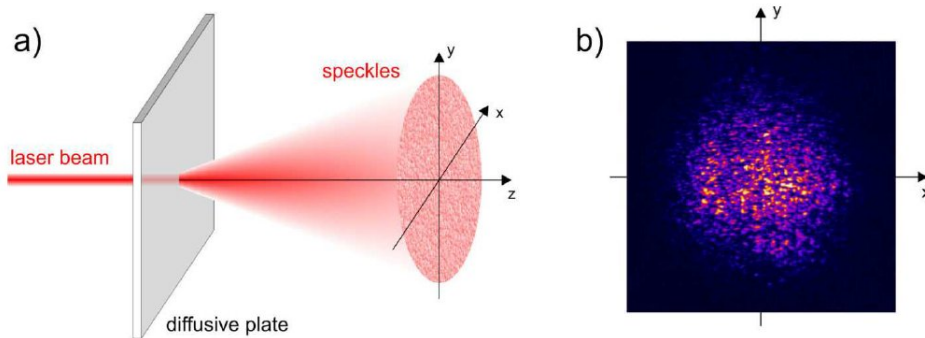 a)
speckles
y
x
laser beam
z
diffusive plate
b)
y
x